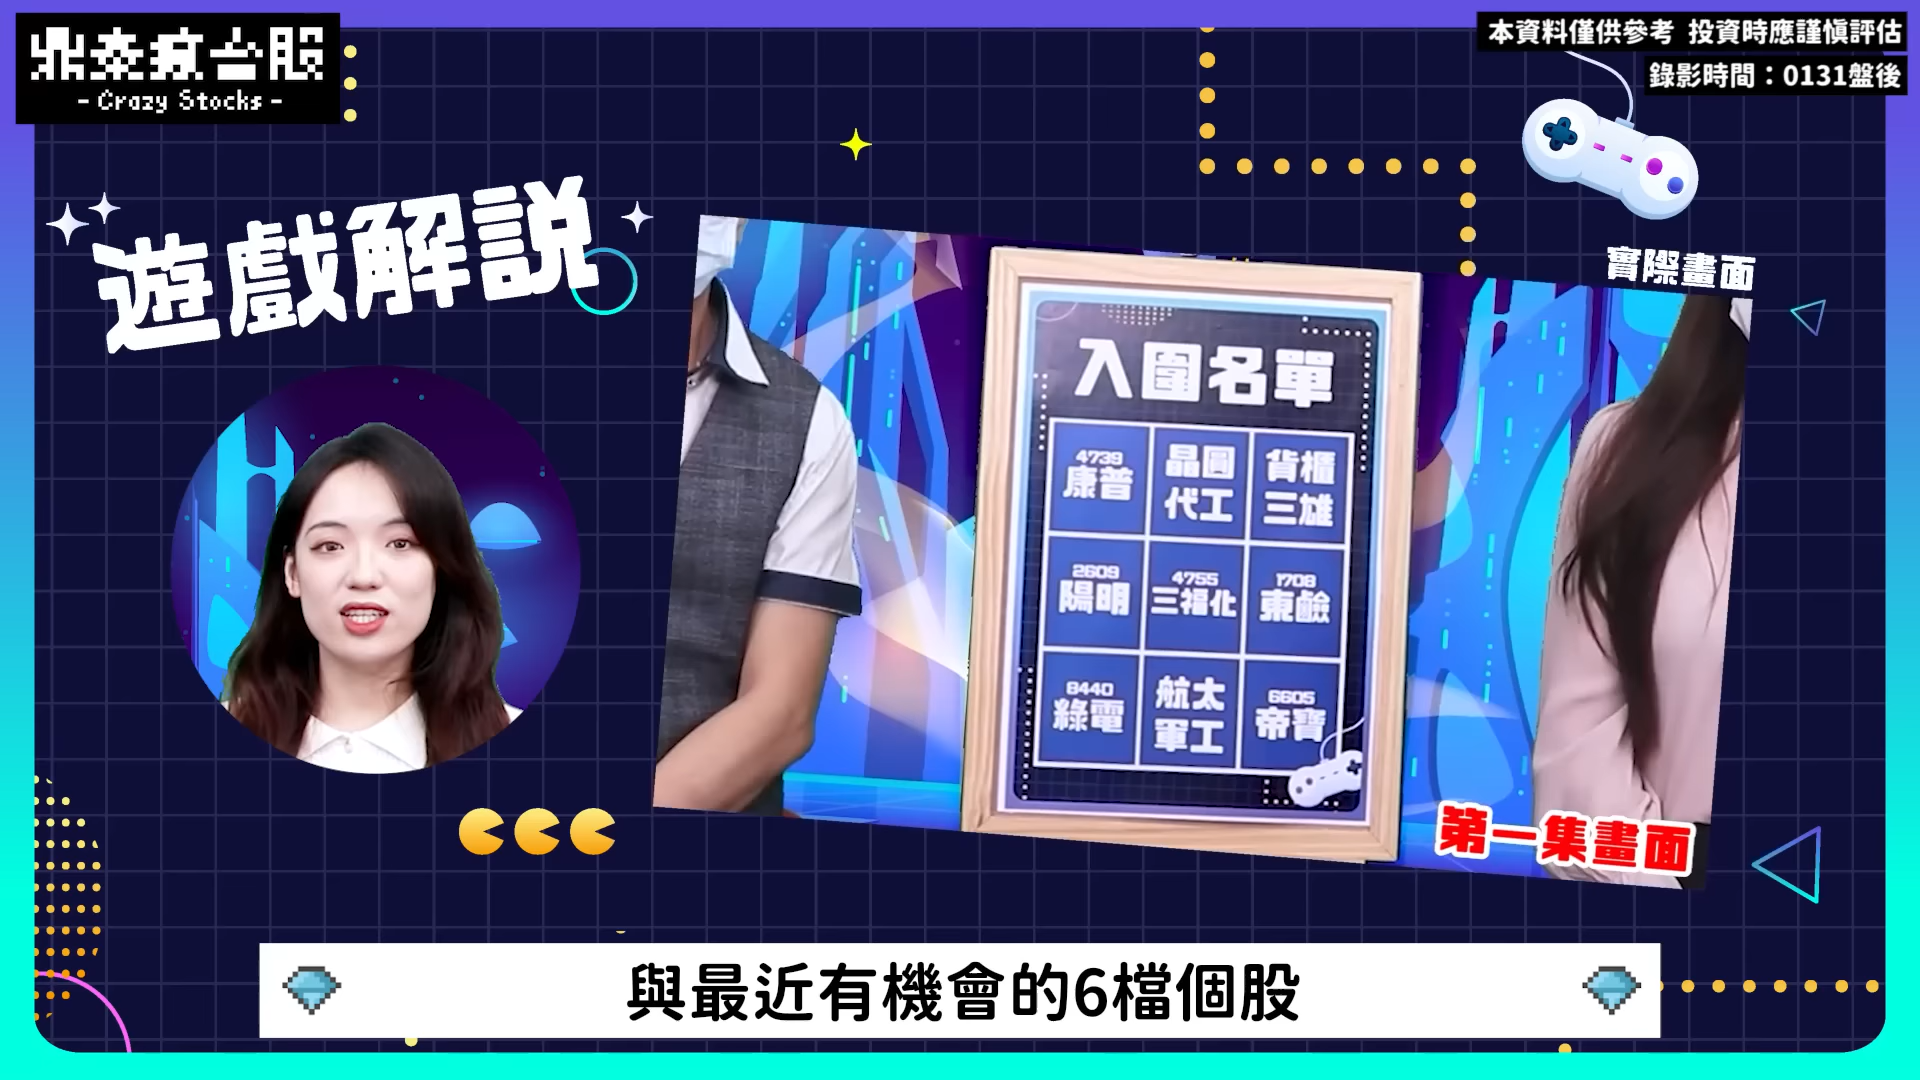 鼎炎瘋台股
- Crazy Stocks -
本資料僅供參考 投資時應謹慎評估
錄影時間：0131盤後
遊戲解說
實際畫面
入圍名單
4739
康普
晶圓
代工
貨櫃
三雄
2609
陽明
4755
三福化
1708
東鹼
8440
綠電
航太
軍工
6605
帝寶
第一集畫面
與最近有機會的6檔個股